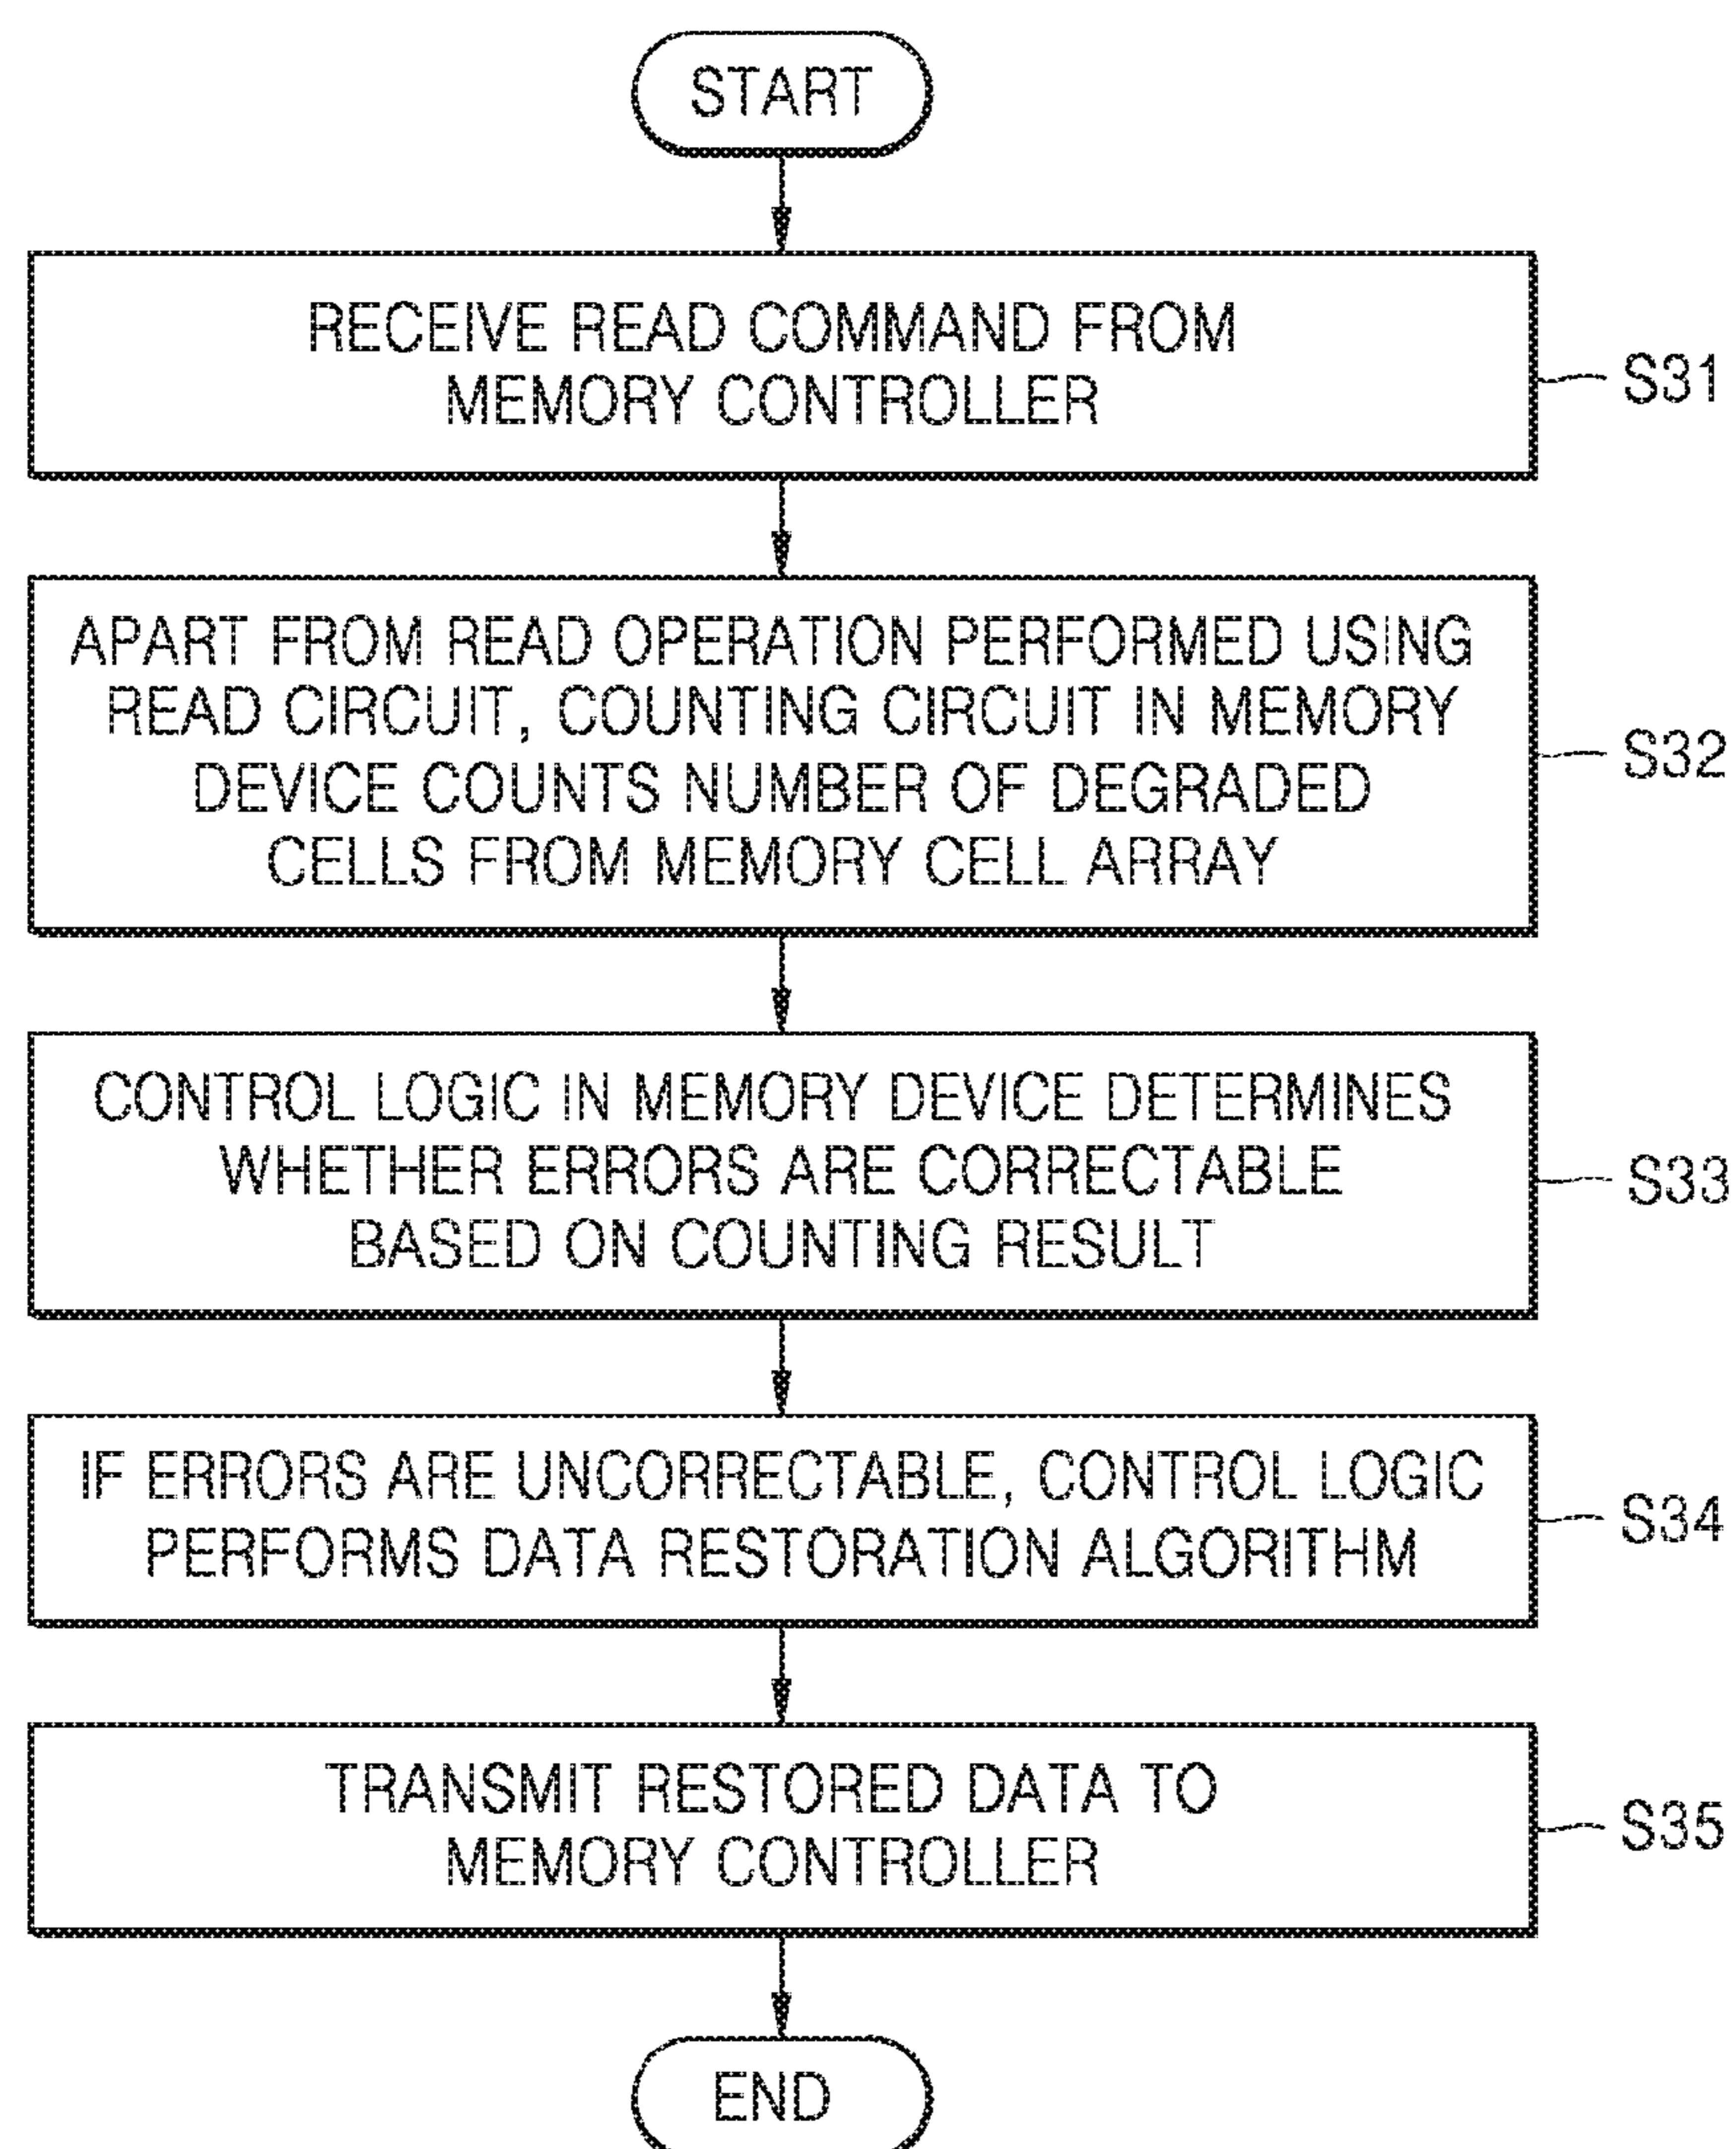 START
RECEIVE READ COMMAND FROM
MEMORY CONTROLLER
S31
APART FROM READ OPERATION PERFORMED USING
READ CIRCUIT, COUNTING CIRCUIT IN MEMORY
DEVICE COUNTS NUMBER OF DEGRADED
CELLS FROM MEMORY CELL ARRAY
S32
CONTROL LOGIC IN MEMORY DEVICE DETERMINES
WHETHER ERRORS ARE CORRECTABLE
BASED ON COUNTING RESULT
S33
IF ERRORS ARE UNCORRECTABLE, CONTROL LOGIC
PERFORMS DATA RESTORATION ALGORITHM
S34
TRANSMIT RESTORED DATA TO
MEMORY CONTROLLER
S35
END